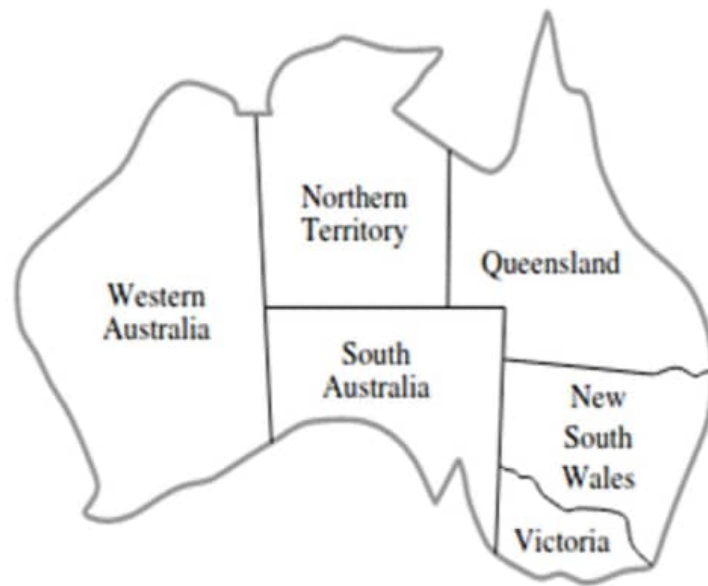 Northern
Territory
Queensland
Western
Australia
South
Australia
New
South
Wales
Victoria